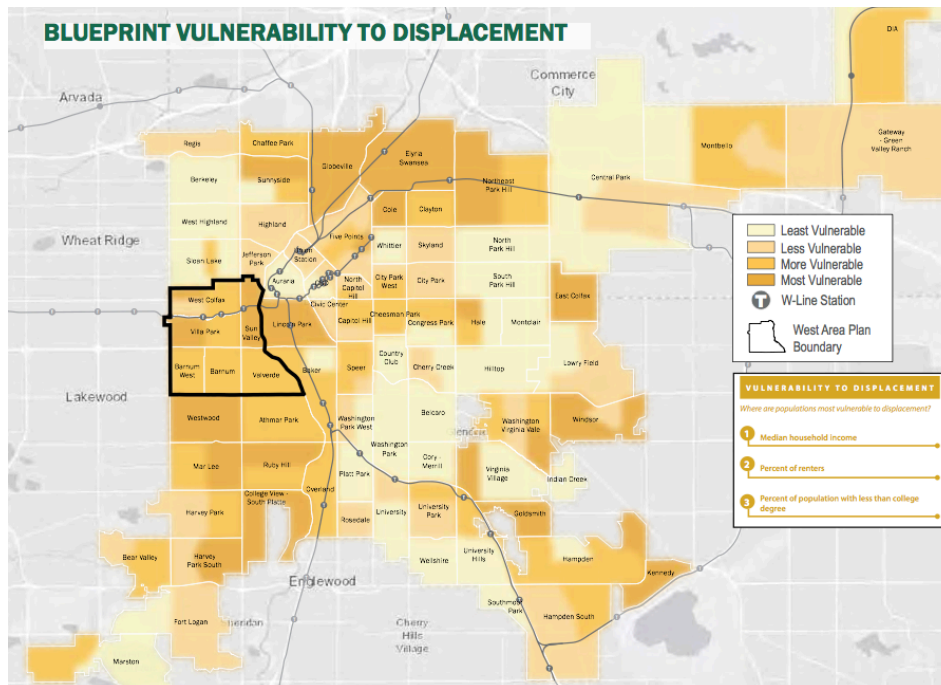 BLUEPRINT VULNERABILITY TO DISPLACEMENT
DIA
Commerce
City
Arvada
Regis
Chaffee Park
Globeville
Elyria
Swansea
Montbello
Gateway -
Green
Valley Ranch
Berkeley
Sunnyside
Northeast
Park Hill
Central Park
West Highland
Highland
Cole
Clayton
Wheat Ridge
Sloan Lake
Jefferson
Park
Union
Station
Five Points
Whittier
Skyland
North
Park Hill
Auraria
North
Capitol
Hill
City Park
West
City Park
South
Park Hill
West Colfax
Civic Center
Capitol Hill
Cheesman Park
Congress Park
Hale
Montclair
East Colfax
Villa Park
Sun
Valley
Lincoln Park
Country
Club
Cherry Creek
Hilltop
Lowry Field
Barnum
West
Barnum
Valverde
Baker
Speer
Lakewood
Westwood
Athmar Park
Washington
Park West
Belcaro
Glendale
Washington
Virginia Vale
Windsor
Washington
Park
Cory -
Merrill
Mar Lee
Ruby Hill
Platt Park
Virginia
Village
Indian Creek
College View -
South Platte
Overland
Harvey Park
Rosedale
University
University
Park
Goldsmith
Bear Valley
Harvey
Park South
Wellshire
University
Hills
Hampden
Kennedy
Englewood
Southmoor
Park
Hampden South
Fort Logan
Sheridan
Cherry
Hills
Village
Marston
Least Vulnerable
Less Vulnerable
More Vulnerable
Most Vulnerable
T W-Line Station
West Area Plan
Boundary
VULNERABILITY TO DISPLACEMENT
Where are populations most vulnerable to displacement?
1 Median household income
2 Percent of renters
3 Percent of population with less than college
degree